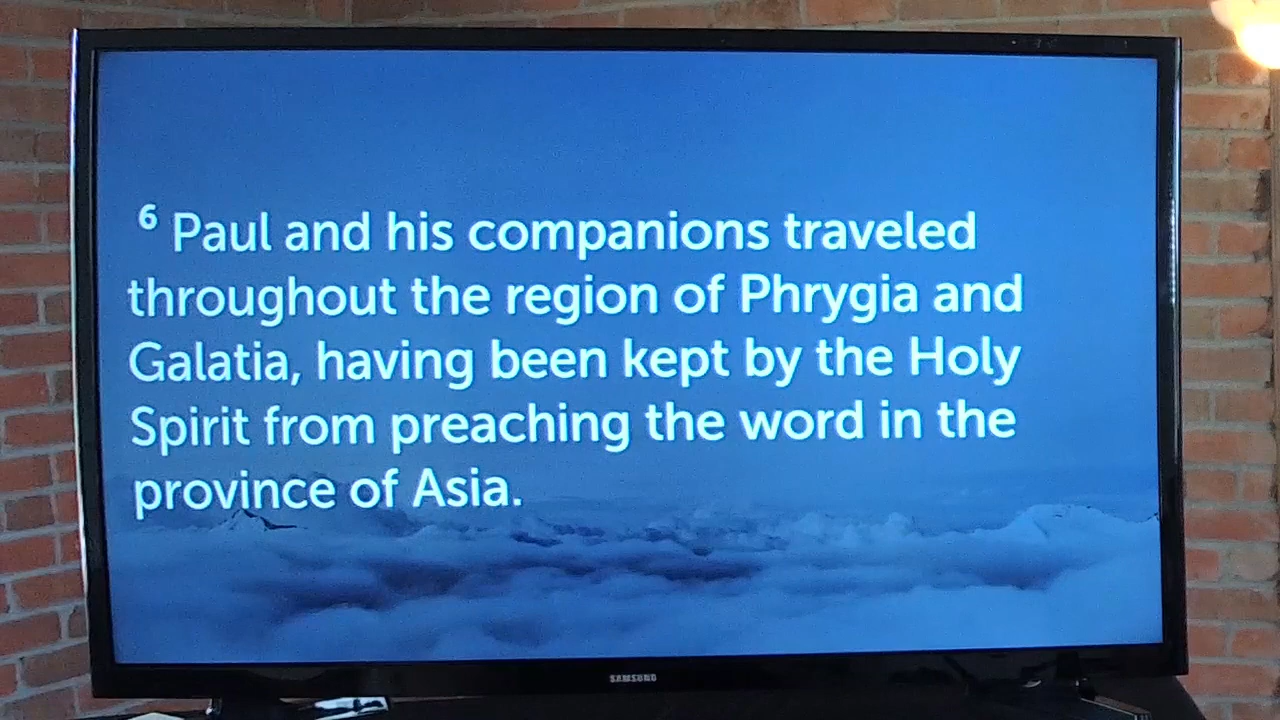 ⁶ Paul and his companions traveled
throughout the region of Phrygia and
Galatia, having been kept by the Holy
Spirit from preaching the word in the
province of Asia.
SAMSUNG